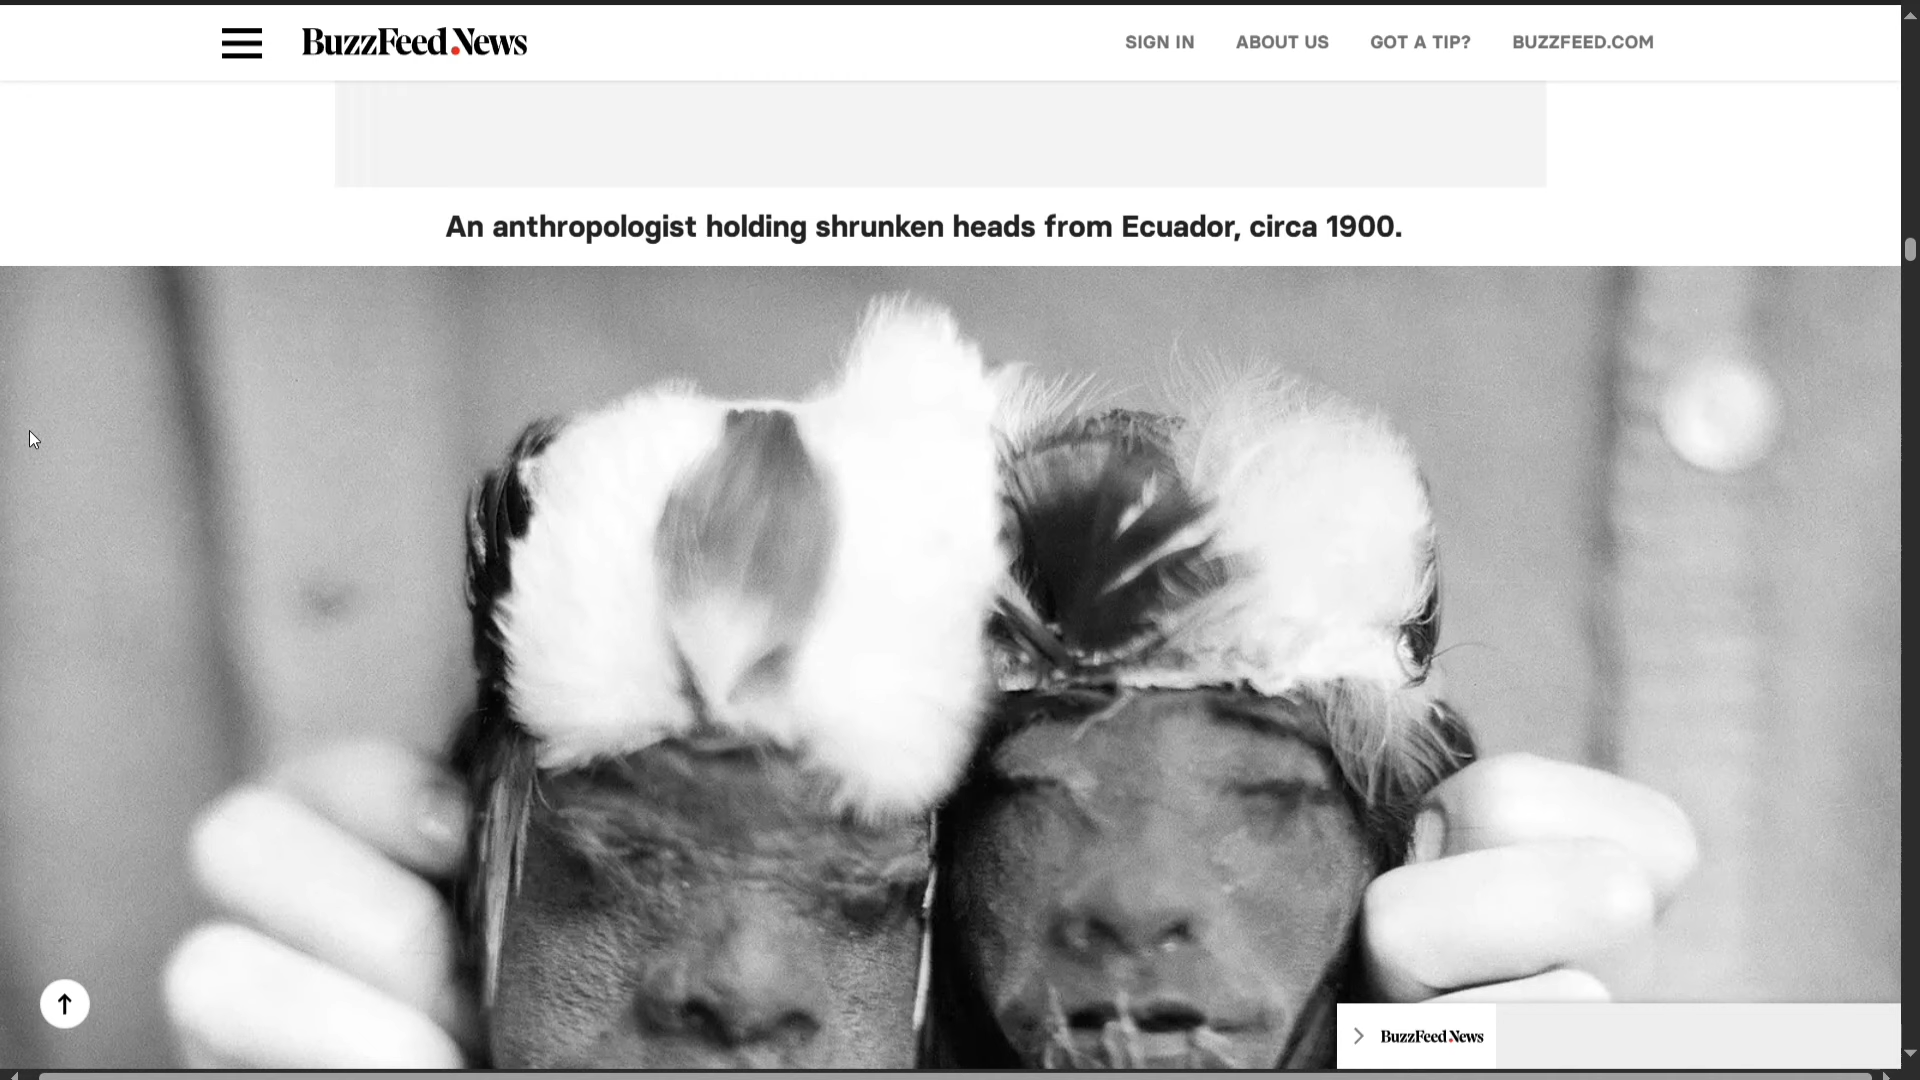 BuzzFeed News
SIGN IN
ABOUT US
GOT A TIP?
BUZZFEED.COM
An anthropologist holding shrunken heads from Ecuador, circa 1900.
BuzzFeed News